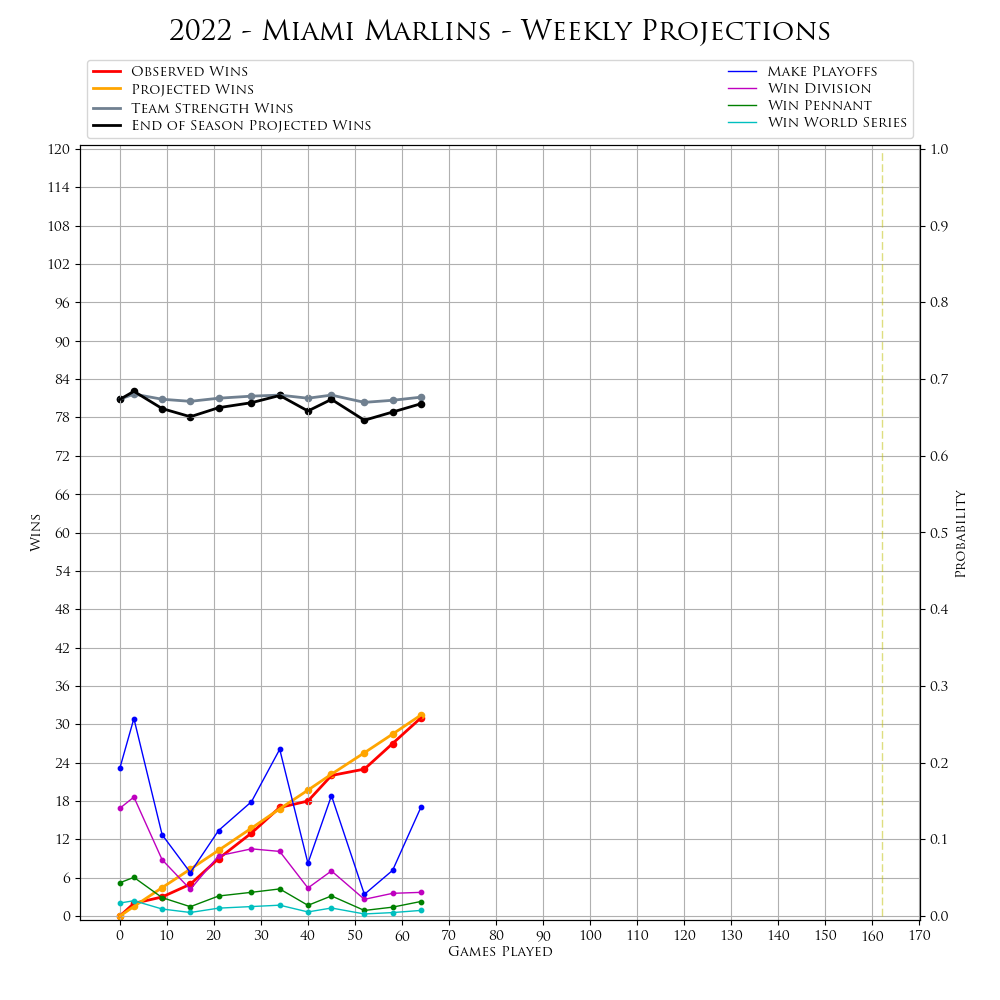 2022 - Miami Marlins - Weekly Projections
Observed Wins
Projected Wins
Team Strength Wins
End of Season Projected Wins
Make Playoffs
Win Division
Win Pennant
Win World Series
120
114
108
102
96
90
84
78
72
66
60
54
48
42
36
30
24
18
12
6
0
Wins
1.0
0.9
0.8
0.7
0.6
0.5
0.4
0.3
0.2
0.1
0.0
Probability
0 10 20 30 40 50 60 70 80 90 100 110 120 130 140 150 160 170
Games Played